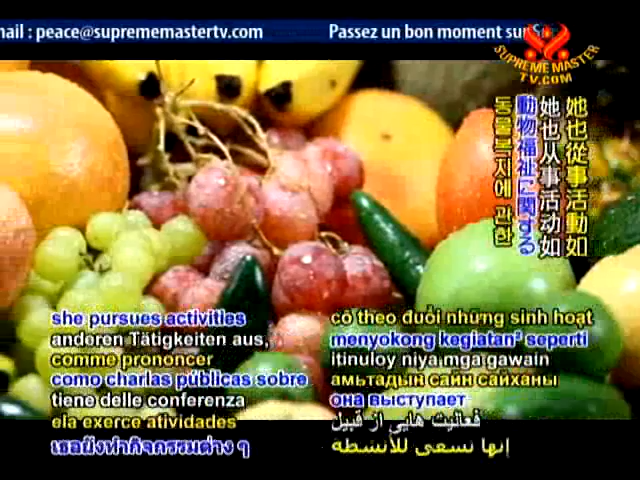 mail : peace@suprememastertv.com
Passez un bon moment sur
SUPREME MASTER
TV.COM
她也從事活動如
她也从事活动如
動物福祉に関する
동물복지에 관한
she pursues activities
anderen Tätigkeiten aus,
comme prononcer
como charlas públicas sobre
tiene delle conferenza
ela exerce atividades
เธอยังทำกิจกรรมต่าง ๆ
cô theo đuổi những sinh hoạt
menyokong kegiatan² seperti
itinuloy niya mga gawain
амьтадын сайн сайханы
она выступает
فعالیت هایی از قبیل
إنها تسعى للأنشطة